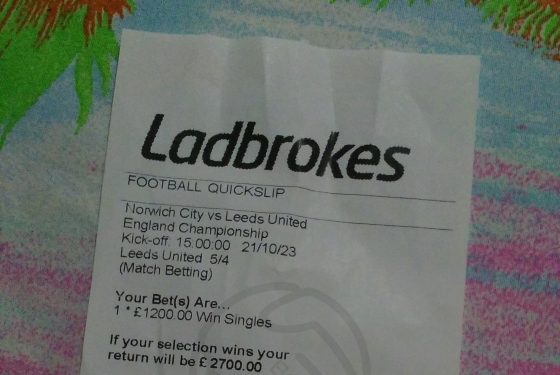 Ladbrokes
FOOTBALL QUICKSLIP
Norwich City vs Leeds United
England Championship
Kick-off: 15:00:00 21/10/23
Leeds United 5/4
(Match Betting)
Your Bet(s) Are...
1 * £1200.00 Win Singles
If your selection wins your
return will be £ 2700.00